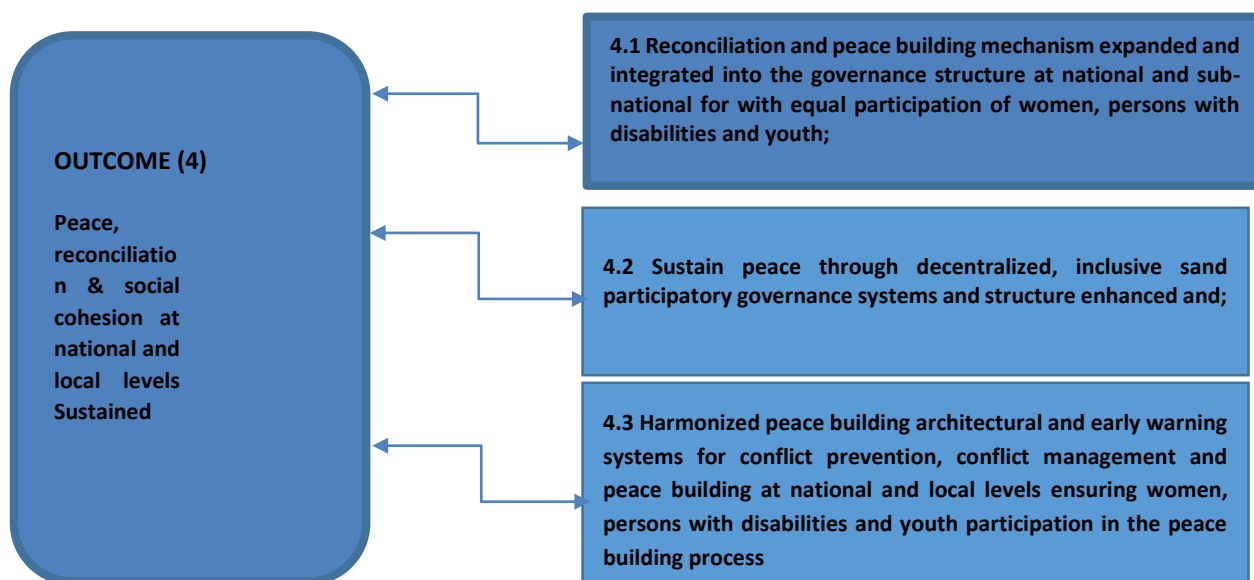 OUTCOME (4)
Peace,
reconciliatio
n & social
cohesion at
national and
local levels
Sustained
4.1 Reconciliation and peace building mechanism expanded and
integrated into the governance structure at national and sub-
national for with equal participation of women, persons with
disabilities and youth;
4.2 Sustain peace through decentralized, inclusive sand
participatory governance systems and structure enhanced and;
4.3 Harmonized peace building architectural and early warning
systems for conflict prevention, conflict management and
peace building at national and local levels ensuring women,
persons with disabilities and youth participation in the peace
building process